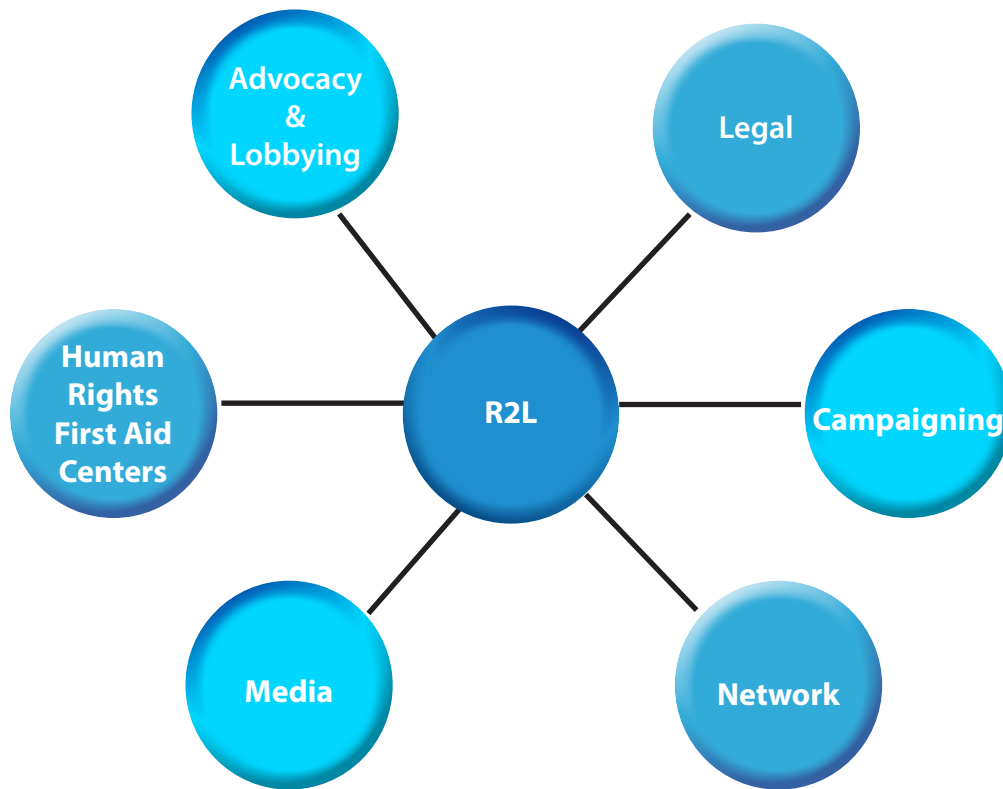 Advocacy
&
Lobbying
Legal
Human
Rights
First Aid
Centers
R2L
Campaigning
Media
Network